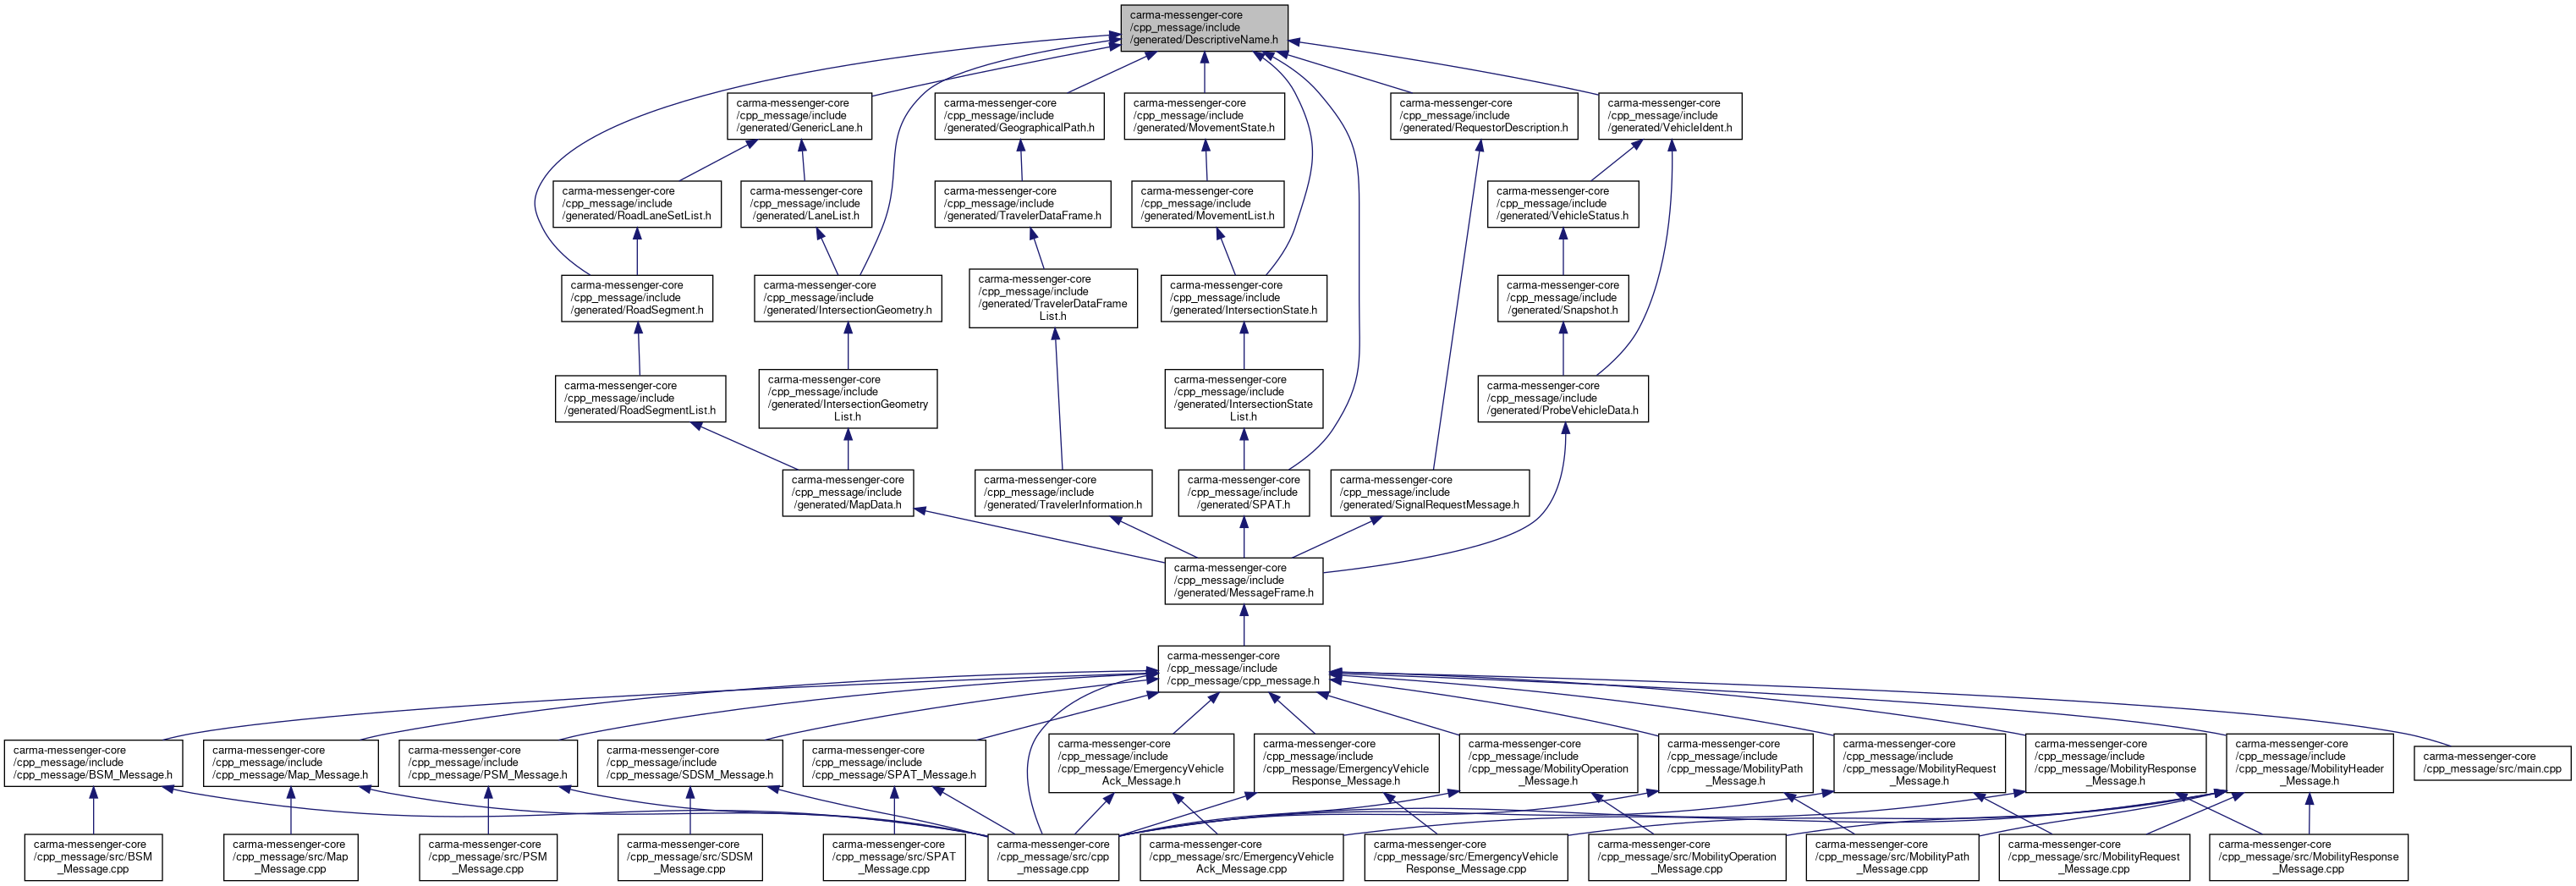 carma-messenger-core
/cpp_message/include
/generated/DescriptiveName.h
carma-messenger-core
/cpp_message/include
/generated/GenericLane.h
carma-messenger-core
/cpp_message/include
/generated/GeographicalPath.h
carma-messenger-core
/cpp_message/include
/generated/MovementState.h
carma-messenger-core
/cpp_message/include
/generated/RequestorDescription.h
carma-messenger-core
/cpp_message/include
/generated/VehicleIdent.h
carma-messenger-core
/cpp_message/include
/generated/RoadLaneSetList.h
carma-messenger-core
/cpp_message/include
/generated/LaneList.h
carma-messenger-core
/cpp_message/include
/generated/TravelerDataFrame.h
carma-messenger-core
/cpp_message/include
/generated/MovementList.h
carma-messenger-core
/cpp_message/include
/generated/VehicleStatus.h
carma-messenger-core
/cpp_message/include
/generated/RoadSegment.h
carma-messenger-core
/cpp_message/include
/generated/IntersectionGeometry.h
carma-messenger-core
/cpp_message/include
/generated/TravelerDataFrame
List.h
carma-messenger-core
/cpp_message/include
/generated/IntersectionState.h
carma-messenger-core
/cpp_message/include
/generated/Snapshot.h
carma-messenger-core
/cpp_message/include
/generated/RoadSegmentList.h
carma-messenger-core
/cpp_message/include
/generated/IntersectionGeometry
List.h
carma-messenger-core
/cpp_message/include
/generated/IntersectionState
List.h
carma-messenger-core
/cpp_message/include
/generated/ProbeVehicleData.h
carma-messenger-core
/cpp_message/include
/generated/MapData.h
carma-messenger-core
/cpp_message/include
/generated/TravelerInformation.h
carma-messenger-core
/cpp_message/include
/generated/SPAT.h
carma-messenger-core
/cpp_message/include
/generated/SignalRequestMessage.h
carma-messenger-core
/cpp_message/include
/generated/MessageFrame.h
carma-messenger-core
/cpp_message/include
/cpp_message/cpp_message.h
carma-messenger-core
/cpp_message/include
/cpp_message/BSM_Message.h
carma-messenger-core
/cpp_message/include
/cpp_message/Map_Message.h
carma-messenger-core
/cpp_message/include
/cpp_message/PSM_Message.h
carma-messenger-core
/cpp_message/include
/cpp_message/SDSM_Message.h
carma-messenger-core
/cpp_message/include
/cpp_message/SPAT_Message.h
carma-messenger-core
/cpp_message/include
/cpp_message/EmergencyVehicle
Ack_Message.h
carma-messenger-core
/cpp_message/include
/cpp_message/EmergencyVehicle
Response_Message.h
carma-messenger-core
/cpp_message/include
/cpp_message/MobilityOperation
_Message.h
carma-messenger-core
/cpp_message/include
/cpp_message/MobilityPath
_Message.h
carma-messenger-core
/cpp_message/include
/cpp_message/MobilityRequest
_Message.h
carma-messenger-core
/cpp_message/include
/cpp_message/MobilityResponse
_Message.h
carma-messenger-core
/cpp_message/include
/cpp_message/MobilityHeader
_Message.h
carma-messenger-core
/cpp_message/src/main.cpp
carma-messenger-core
/cpp_message/src/BSM
_Message.cpp
carma-messenger-core
/cpp_message/src/Map
_Message.cpp
carma-messenger-core
/cpp_message/src/PSM
_Message.cpp
carma-messenger-core
/cpp_message/src/SDSM
_Message.cpp
carma-messenger-core
/cpp_message/src/SPAT
_Message.cpp
carma-messenger-core
/cpp_message/src/cpp
_message.cpp
carma-messenger-core
/cpp_message/src/EmergencyVehicle
Ack_Message.cpp
carma-messenger-core
/cpp_message/src/EmergencyVehicle
Response_Message.cpp
carma-messenger-core
/cpp_message/src/MobilityOperation
_Message.cpp
carma-messenger-core
/cpp_message/src/MobilityPath
_Message.cpp
carma-messenger-core
/cpp_message/src/MobilityRequest
_Message.cpp
carma-messenger-core
/cpp_message/src/MobilityResponse
_Message.cpp